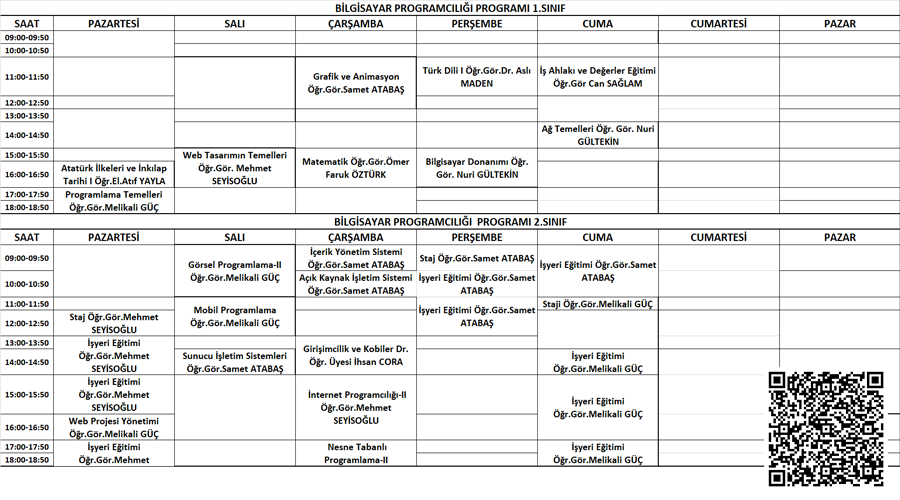 BİLGİSAYAR PROGRAMCILIĞI PROGRAMI 1.SINIF
SAAT PAZARTESİ SALI ÇARŞAMBA PERŞEMBE CUMA CUMARTESİ PAZAR
09:00-09:50
10:00-10:50
11:00-11:50
Grafik ve Animasyon
Öğr.Gör.Samet ATABAŞ
Türk Dili I Öğr.Gör.Dr. Aslı
MADEN
İş Ahlakı ve Değerler Eğitimi
Öğr.Gör Can SAĞLAM
12:00-12:50
13:00-13:50
14:00-14:50
Ağ Temelleri Öğr. Gör. Nuri
GÜLTEKİN
15:00-15:50
Web Tasarımın Temelleri
Öğr.Gör. Mehmet
SEYİSOĞLU
Matematik Öğr.Gör.Ömer
Faruk ÖZTÜRK
Bilgisayar Donanımı Öğr.
Gör. Nuri GÜLTEKİN
16:00-16:50
Atatürk İlkeleri ve İnkılap
Tarihi I Öğr.El.Atıf YAYLA
17:00-17:50
Programlama Temelleri
Öğr.Gör.Melikali GÜÇ
18:00-18:50
BİLGİSAYAR PROGRAMCILIĞI PROGRAMI 2.SINIF
SAAT PAZARTESİ SALI ÇARŞAMBA PERŞEMBE CUMA CUMARTESİ PAZAR
09:00-09:50
Görsel Programlama-II
Öğr.Gör.Melikali GÜÇ
İçerik Yönetim Sistemi
Öğr.Gör.Samet ATABAŞ
Staj Öğr.Gör.Samet ATABAŞ
İşyeri Eğitimi Öğr.Gör.Samet
ATABAŞ
10:00-10:50
Açık Kaynak İşletim Sistemi
Öğr.Gör.Samet ATABAŞ
İşyeri Eğitimi Öğr.Gör.Samet
ATABAŞ
11:00-11:50
Mobil Programlama
Öğr.Gör.Melikali GÜÇ
İşyeri Eğitimi Öğr.Gör.Samet
ATABAŞ
Staji Öğr.Gör.Melikali GÜÇ
12:00-12:50
Staj Öğr.Gör.Mehmet
SEYİSOĞLU
13:00-13:50
İşyeri Eğitimi
Öğr.Gör.Mehmet
SEYİSOĞLU
Girişimcilik ve Kobiler Dr.
Öğr. Üyesi İhsan CORA
14:00-14:50
Sunucu İşletim Sistemleri
Öğr.Gör.Samet ATABAŞ
İşyeri Eğitimi
Öğr.Gör.Melikali GÜÇ
15:00-15:50
İşyeri Eğitimi
Öğr.Gör.Mehmet
SEYİSOĞLU
İnternet Programcılığı-II
Öğr.Gör.Mehmet
SEYİSOĞLU
İşyeri Eğitimi
Öğr.Gör.Melikali GÜÇ
16:00-16:50
Web Projesi Yönetimi
Öğr.Gör.Melikali GÜÇ
17:00-17:50
İşyeri Eğitimi
Öğr.Gör.Mehmet
Nesne Tabanlı
Programlama-II
İşyeri Eğitimi
Öğr.Gör.Melikali GÜÇ
18:00-18:50